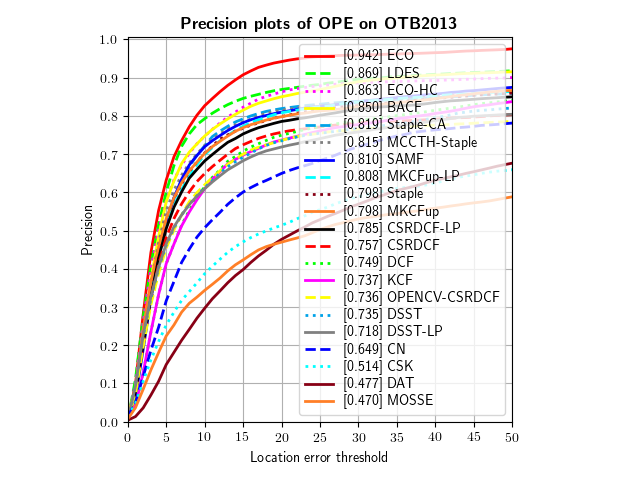 Precision plots of OPE on OTB2013
Precision
1.0
0.9
0.8
0.7
0.6
0.5
0.4
0.3
0.2
0.1
0.0
[0.942] ECO
[0.869] LDES
[0.863] ECO-HC
[0.850] BACF
[0.819] Staple-CA
[0.815] MCCTH-Staple
[0.810] SAMF
[0.808] MKCFup-LP
[0.798] Staple
[0.798] MKCFup
[0.785] CSRDCF-LP
[0.757] CSRDCF
[0.749] DCF
[0.737] KCF
[0.736] OPENCV-CSRDCF
[0.735] DSST
[0.718] DSST-LP
[0.649] CN
[0.514] CSK
[0.477] DAT
[0.470] MOSSE
0 5 10 15 20 25 30 35 40 45 50
Location error threshold